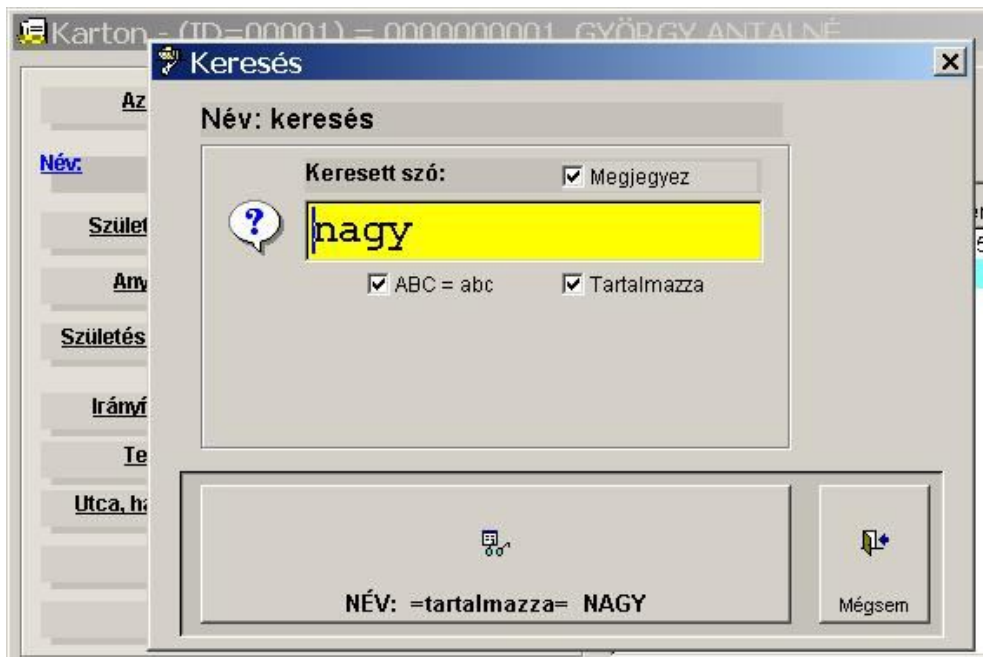 Karton - (ID=00001) = 0000000001 GYÖRGY ANTALNÉ
Keresés
Név: keresés
Keresett szó:
Megjegyez
nagy
ABC = abc
Tartalmazza
NÉV: =tartalmazza= NAGY
Mégsem
Az
Név:
Szület
Any
Születés
Irányí
Te
Utca, há